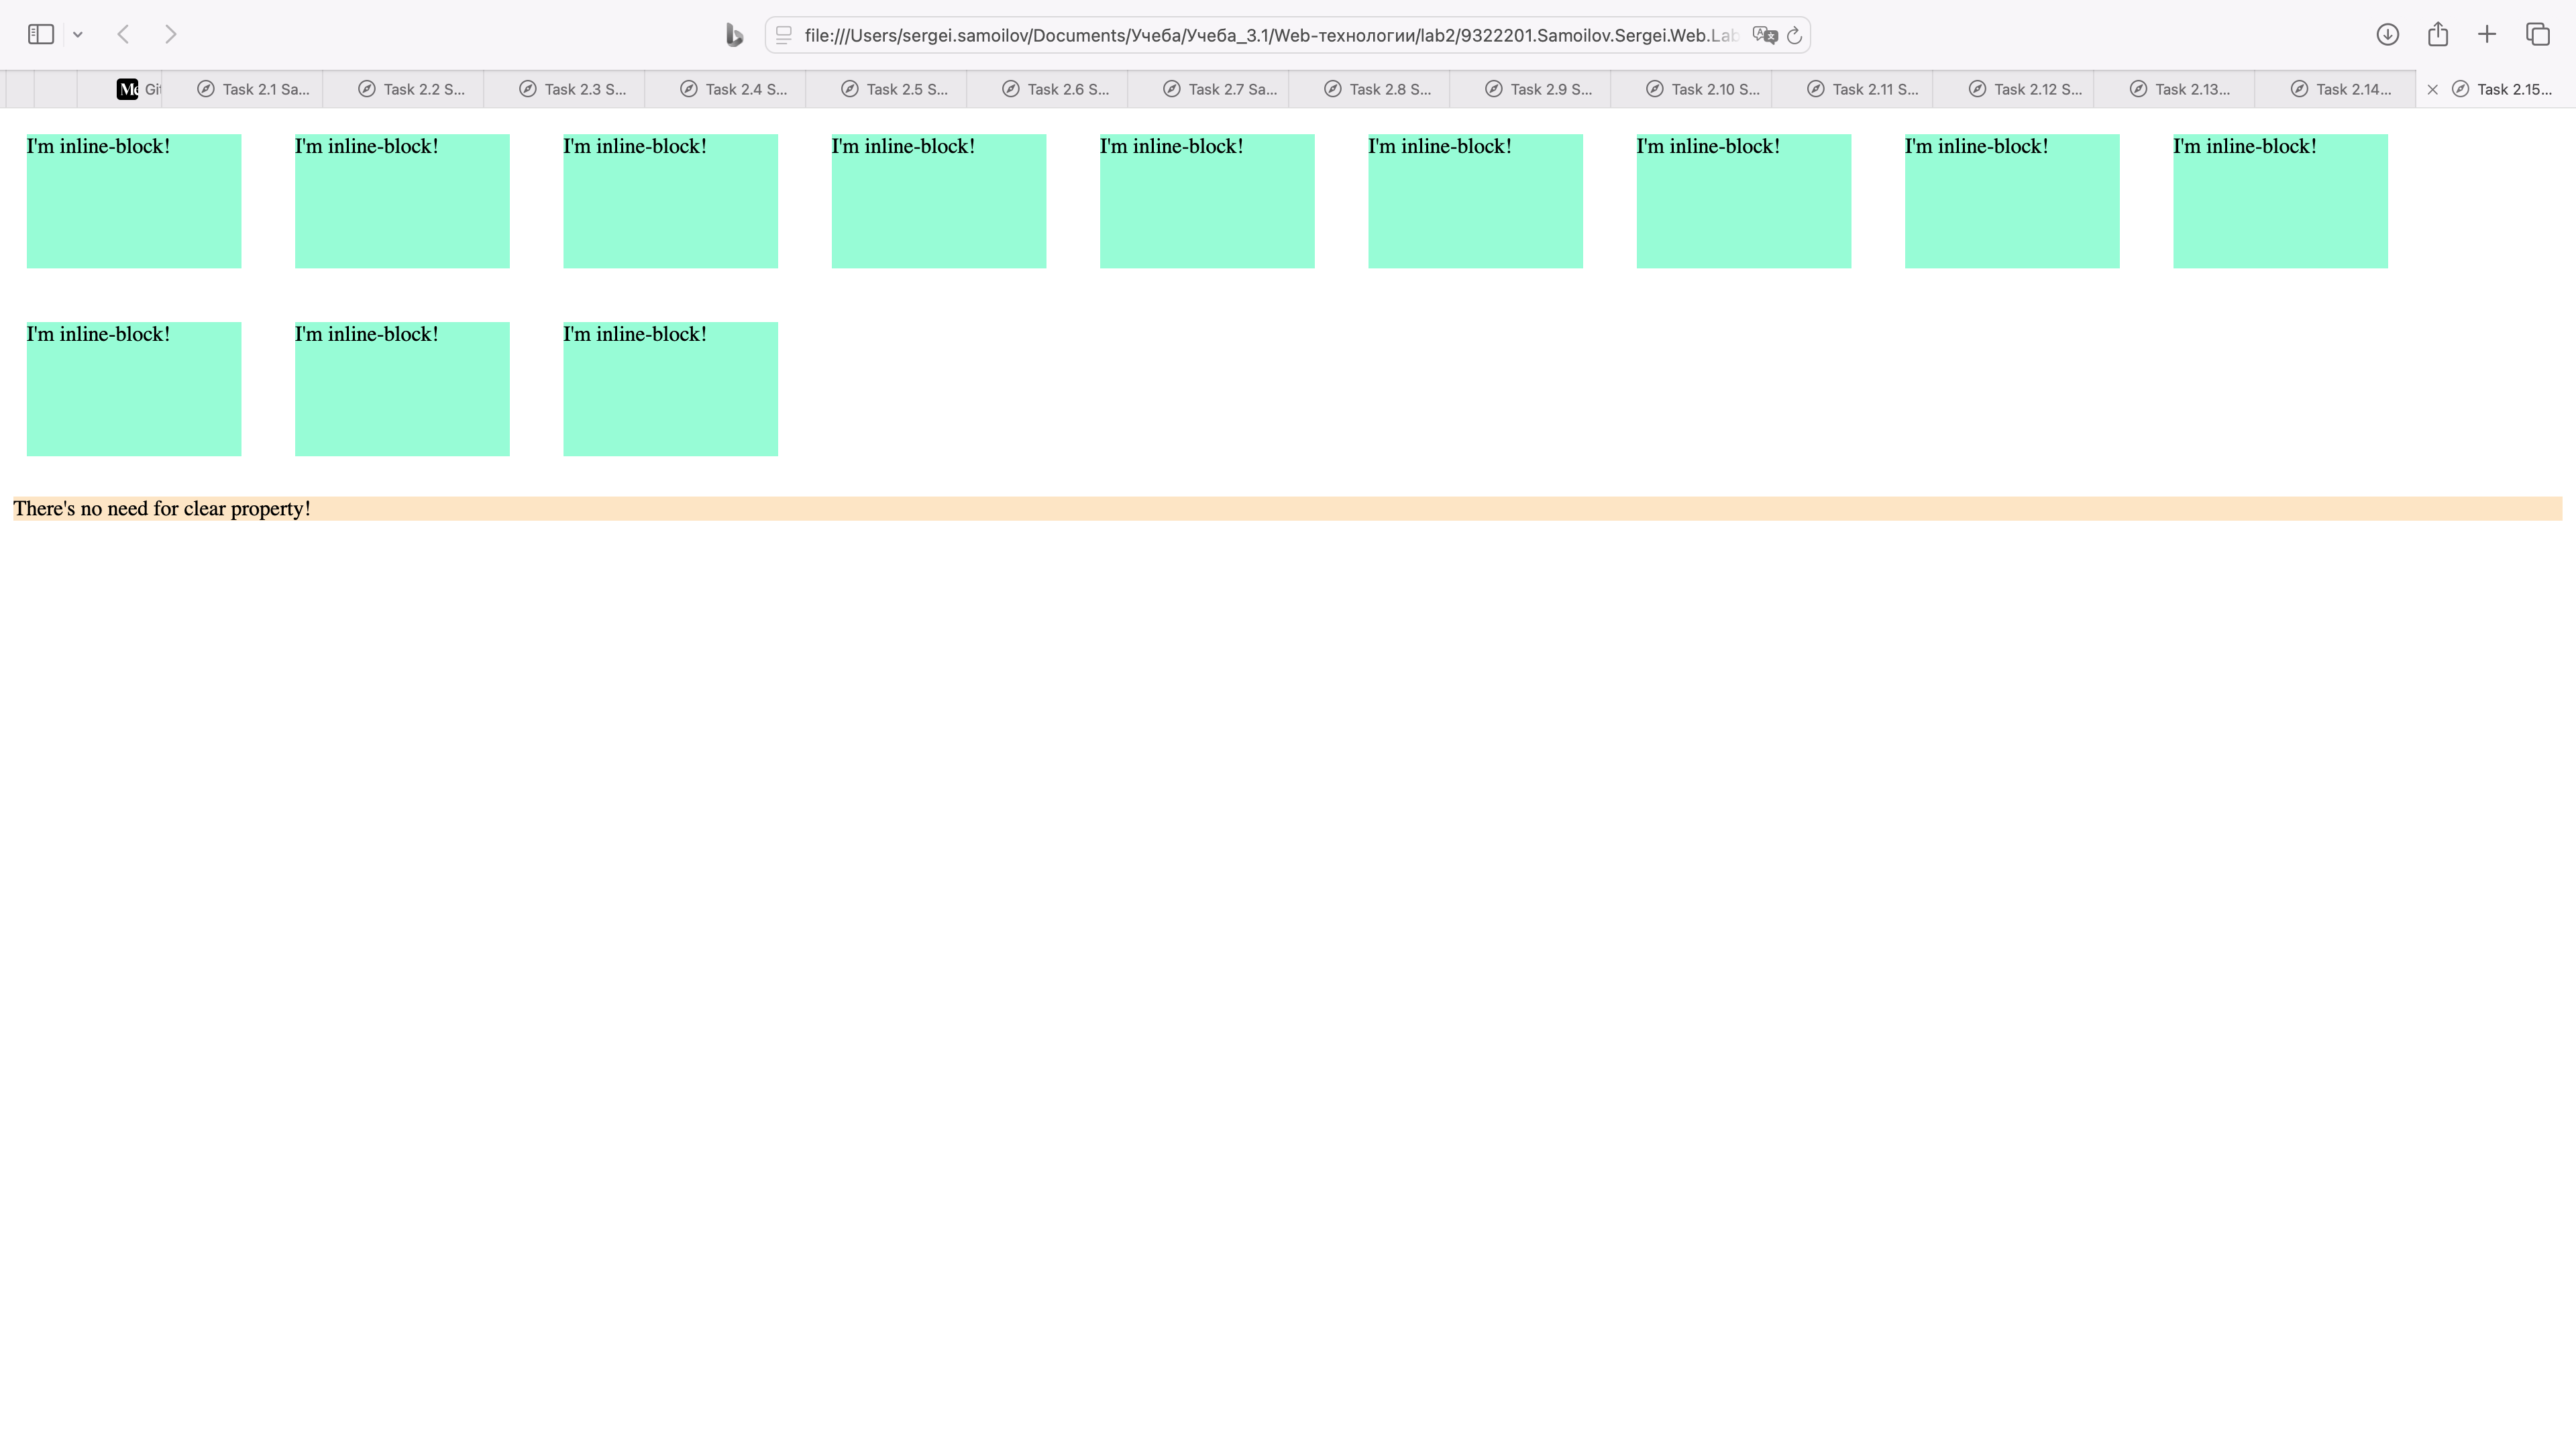 file:///Users/sergei.samoilov/Documents/Учеба/Учеба_3.1/Web-технологии/lab2/9322201.Samoilov.Sergei.Web.Lab
Me Git Task 2.1 Sa... Task 2.2 S... Task 2.3 S... Task 2.4 S... Task 2.5 S... Task 2.6 S... Task 2.7 Sa... Task 2.8 S... Task 2.9 S... Task 2.10 S... Task 2.11 S... Task 2.12 S... Task 2.13... Task 2.14... Task 2.15...
I'm inline-block! I'm inline-block! I'm inline-block! I'm inline-block! I'm inline-block! I'm inline-block! I'm inline-block! I'm inline-block! I'm inline-block!
I'm inline-block! I'm inline-block! I'm inline-block!
There's no need for clear property!